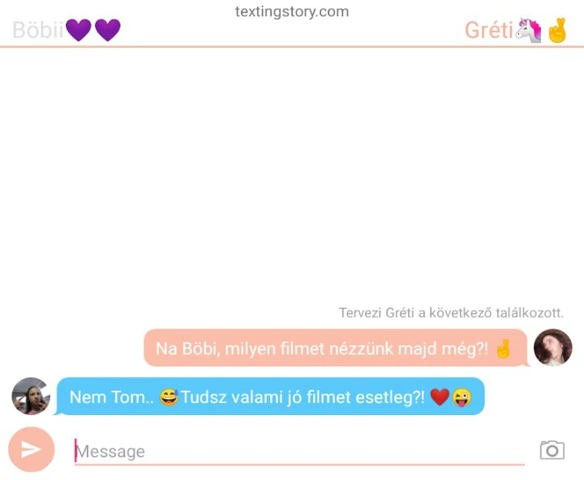 textingstory.com
Böbii💜💜
Gréti🦄🤞
Tervezi Gréti a következő találkozott.
Na Böbi, milyen filmet nézzünk majd még?! 🤞
Nem Tom.. 😅Tudsz valami jó filmet esetleg?! ❤️😜
Message